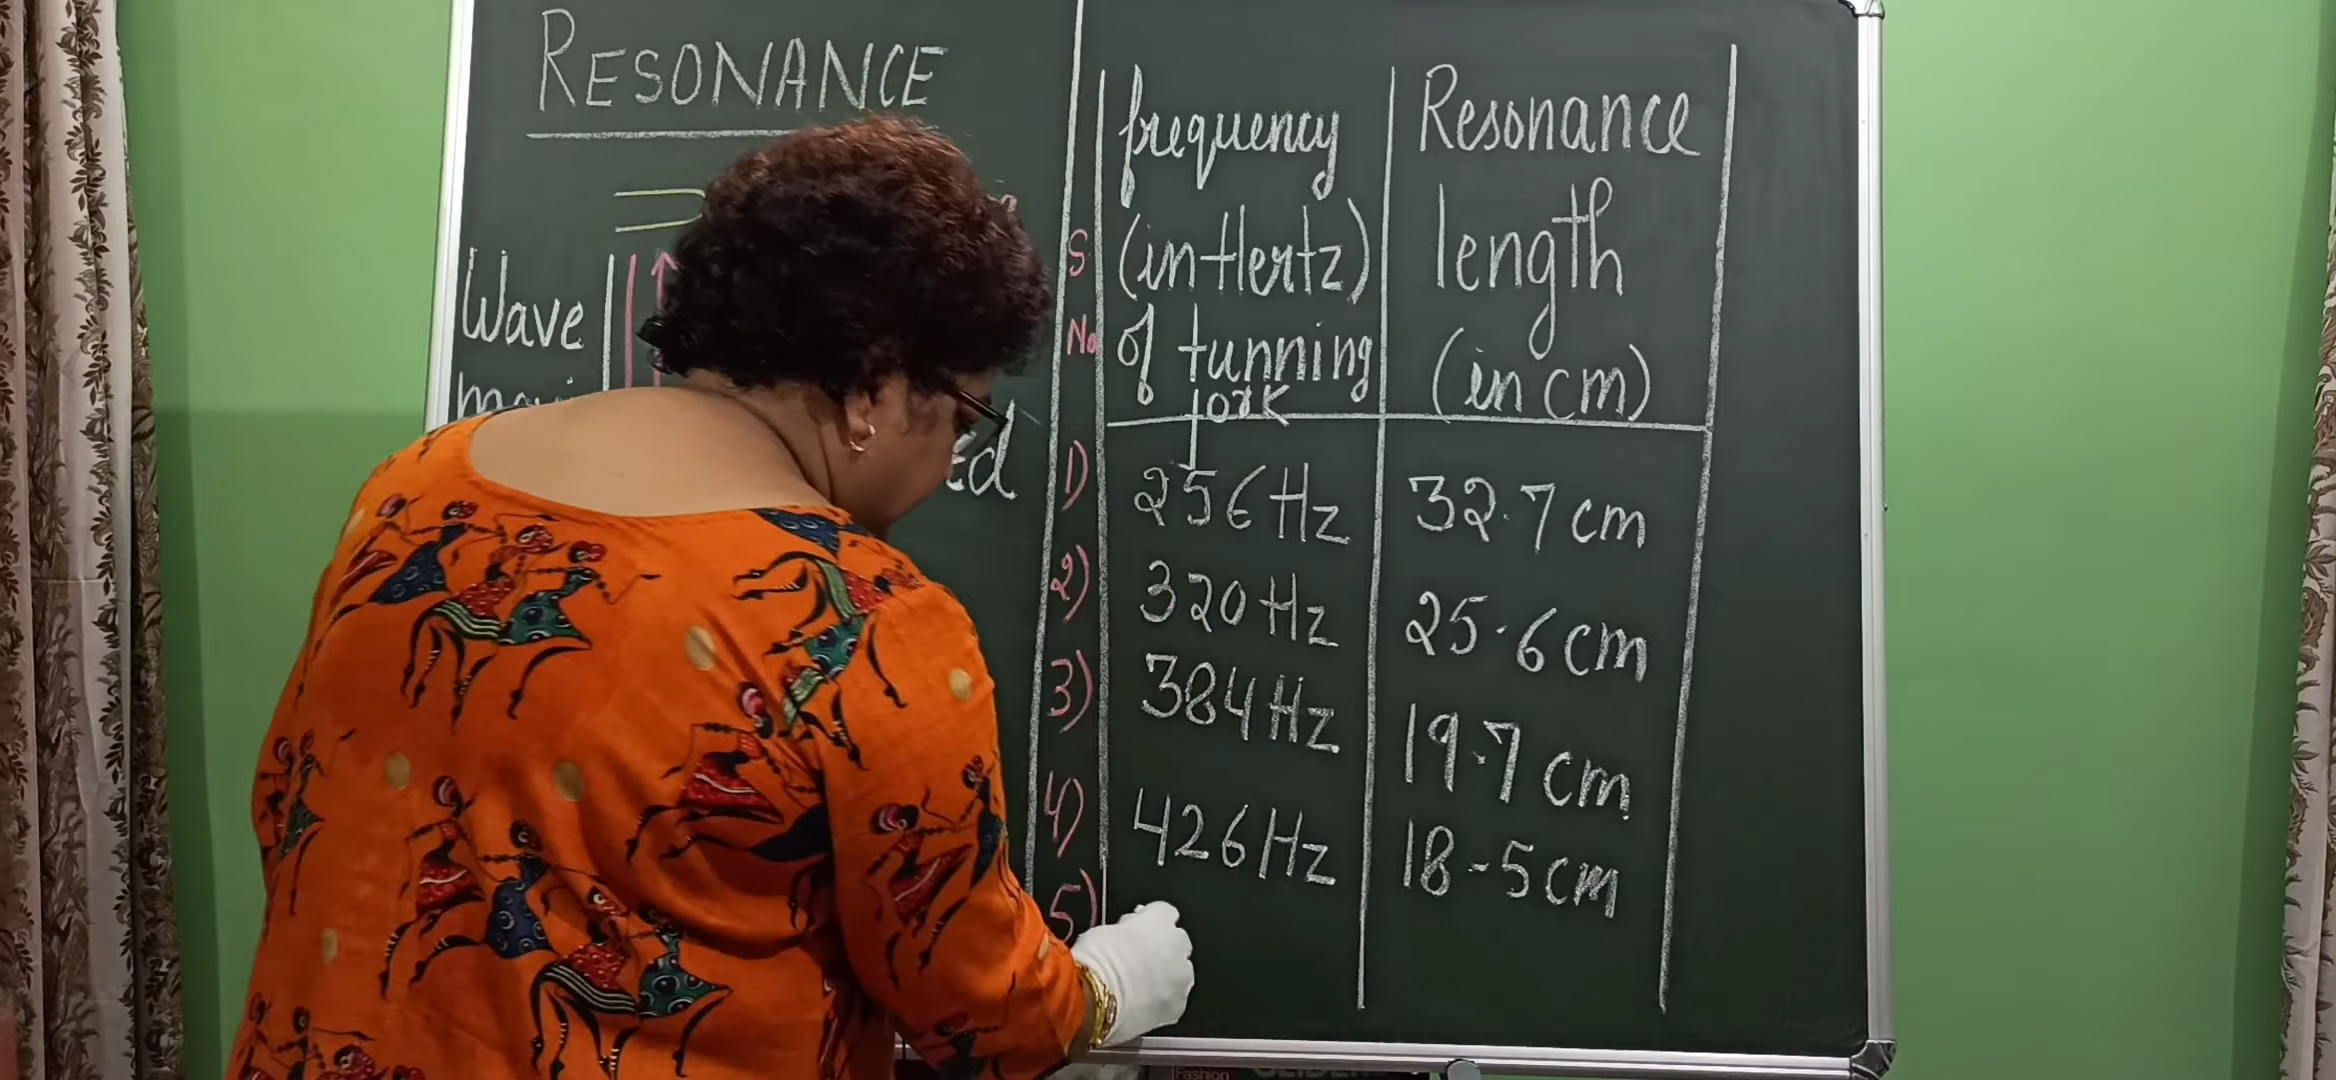 RESONANCE
Wave
S. No
frequency
(in Hertz)
of tunning
fork
Resonance
length
(in cm)
1) 256 Hz 32.7 cm
2) 320 Hz 25.6 cm
3) 384 Hz 19.7 cm
4) 426 Hz 18-5 cm
5)
Fashion